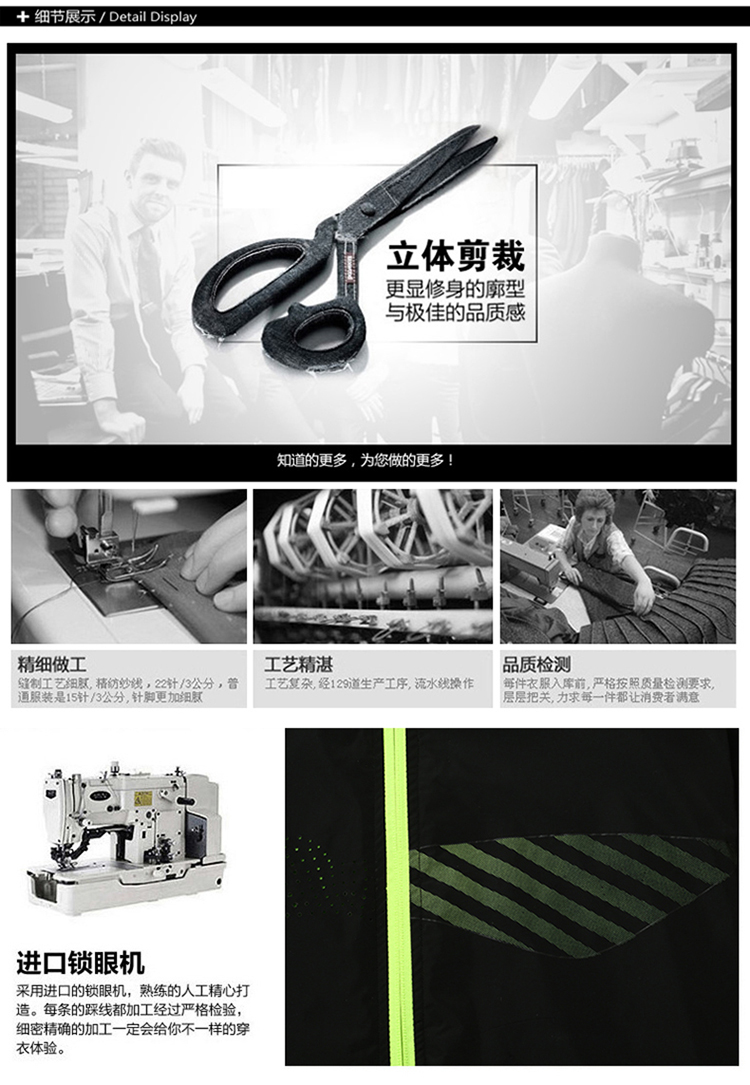 + 细节展示 / Detail Display
立体剪裁
更显修身的廓型
与极佳的品质感
知道的更多，为您做的更多！
精细做工
缝制工艺细腻,精纺纱线，22针/3公分，普
通服装是15针/3公分,针脚更加细腻
工艺精湛
工艺复杂,经129道生产工序,流水线操作
品质检测
每件衣服入库前,严格按照质量检测要求,
层层把关,力求每一件都让消费者满意
进口锁眼机
采用进口的锁眼机，熟练的人工精心打
造。每条的踩线都加工经过严格检验，
细密精确的加工一定会给你不一样的穿
衣体验。